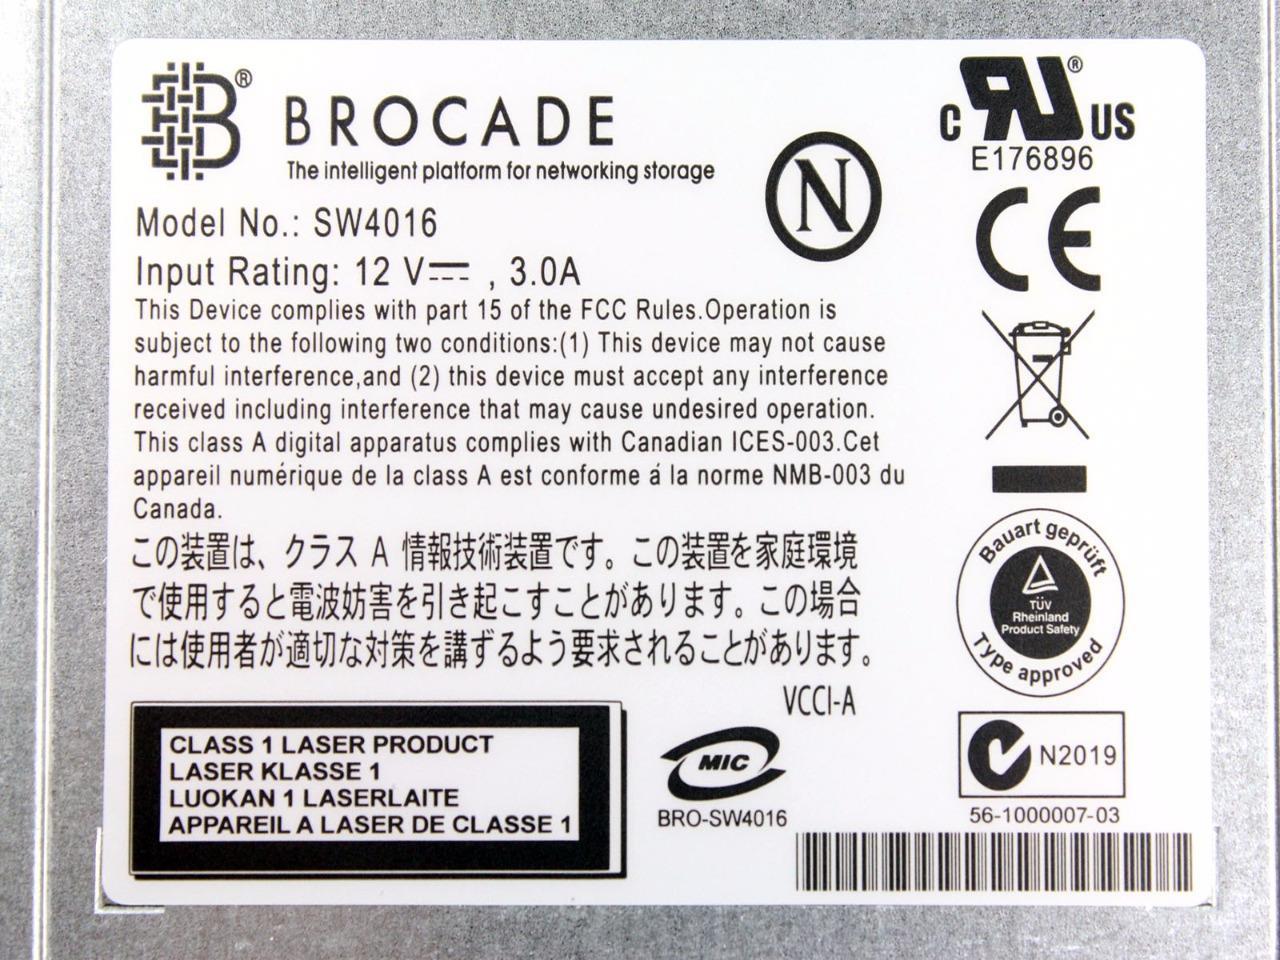 B®
BROCADE
The intelligent platform for networking storage
Model No.: SW4016
Input Rating: 12 V⎓ , 3.0A
This Device complies with part 15 of the FCC Rules.Operation is
subject to the following two conditions:(1) This device may not cause
harmful interference,and (2) this device must accept any interference
received including interference that may cause undesired operation.
This class A digital apparatus complies with Canadian ICES-003.Cet
appareil numérique de la class A est conforme á la norme NMB-003 du
Canada.
この装置は、クラス A 情報技術装置です。この装置を家庭環境
で使用すると電波妨害を引き起こすことがあります。この場合
には使用者が適切な対策を講ずるよう要求されることがあります。
VCCI-A
CLASS 1 LASER PRODUCT
LASER KLASSE 1
LUOKAN 1 LASERLAITE
APPAREIL A LASER DE CLASSE 1
MIC
BRO-SW4016
N
C RU® US
E176896
CE
Bauart geprüft
TÜV
Rheinland
Product Safety
Type approved
N2019
56-1000007-03